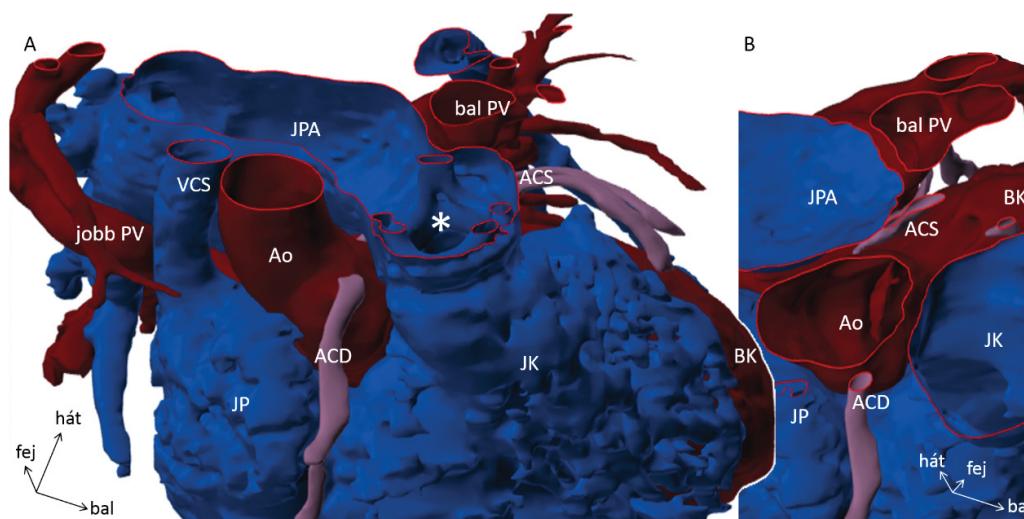 A
JPA
bal PV
VCS
ACS
*
jobb PV
Ao
ACD
JK
BK
JP
hát
fej
bal
B
bal PV
BK
JPA
ACS
Ao
JK
JP
ACD
hát
fej
ba